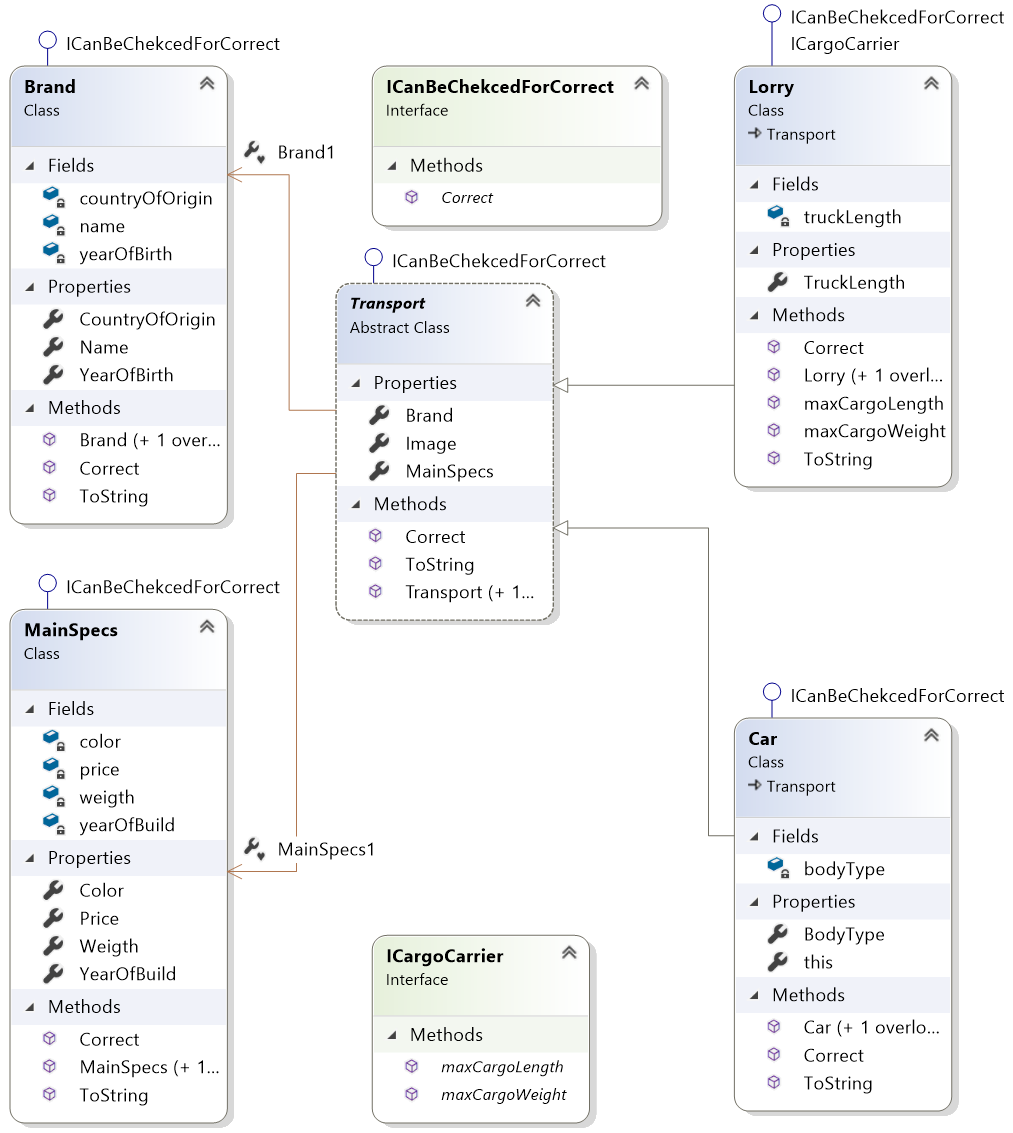 ICanBeChekcedForCorrect
Brand
Class
Fields
countryOfOrigin
name
yearOfBirth
Properties
CountryOfOrigin
Name
YearOfBirth
Methods
Brand (+ 1 over...
Correct
ToString
Brand1
ICanBeChekcedForCorrect
Interface
Methods
Correct
ICanBeChekcedForCorrect
Transport
Abstract Class
Properties
Brand
Image
MainSpecs
Methods
Correct
ToString
Transport (+ 1...
ICanBeChekcedForCorrect
ICargoCarrier
Lorry
Class
Transport
Fields
truckLength
Properties
TruckLength
Methods
Correct
Lorry (+ 1 overl...
maxCargoLength
maxCargoWeight
ToString
ICanBeChekcedForCorrect
MainSpecs
Class
Fields
color
price
weigth
yearOfBuild
Properties
Color
Price
Weigth
YearOfBuild
Methods
Correct
MainSpecs (+ 1...
ToString
MainSpecs1
ICargoCarrier
Interface
Methods
maxCargoLength
maxCargoWeight
ICanBeChekcedForCorrect
Car
Class
Transport
Fields
bodyType
Properties
BodyType
this
Methods
Car (+ 1 overlo...
Correct
ToString